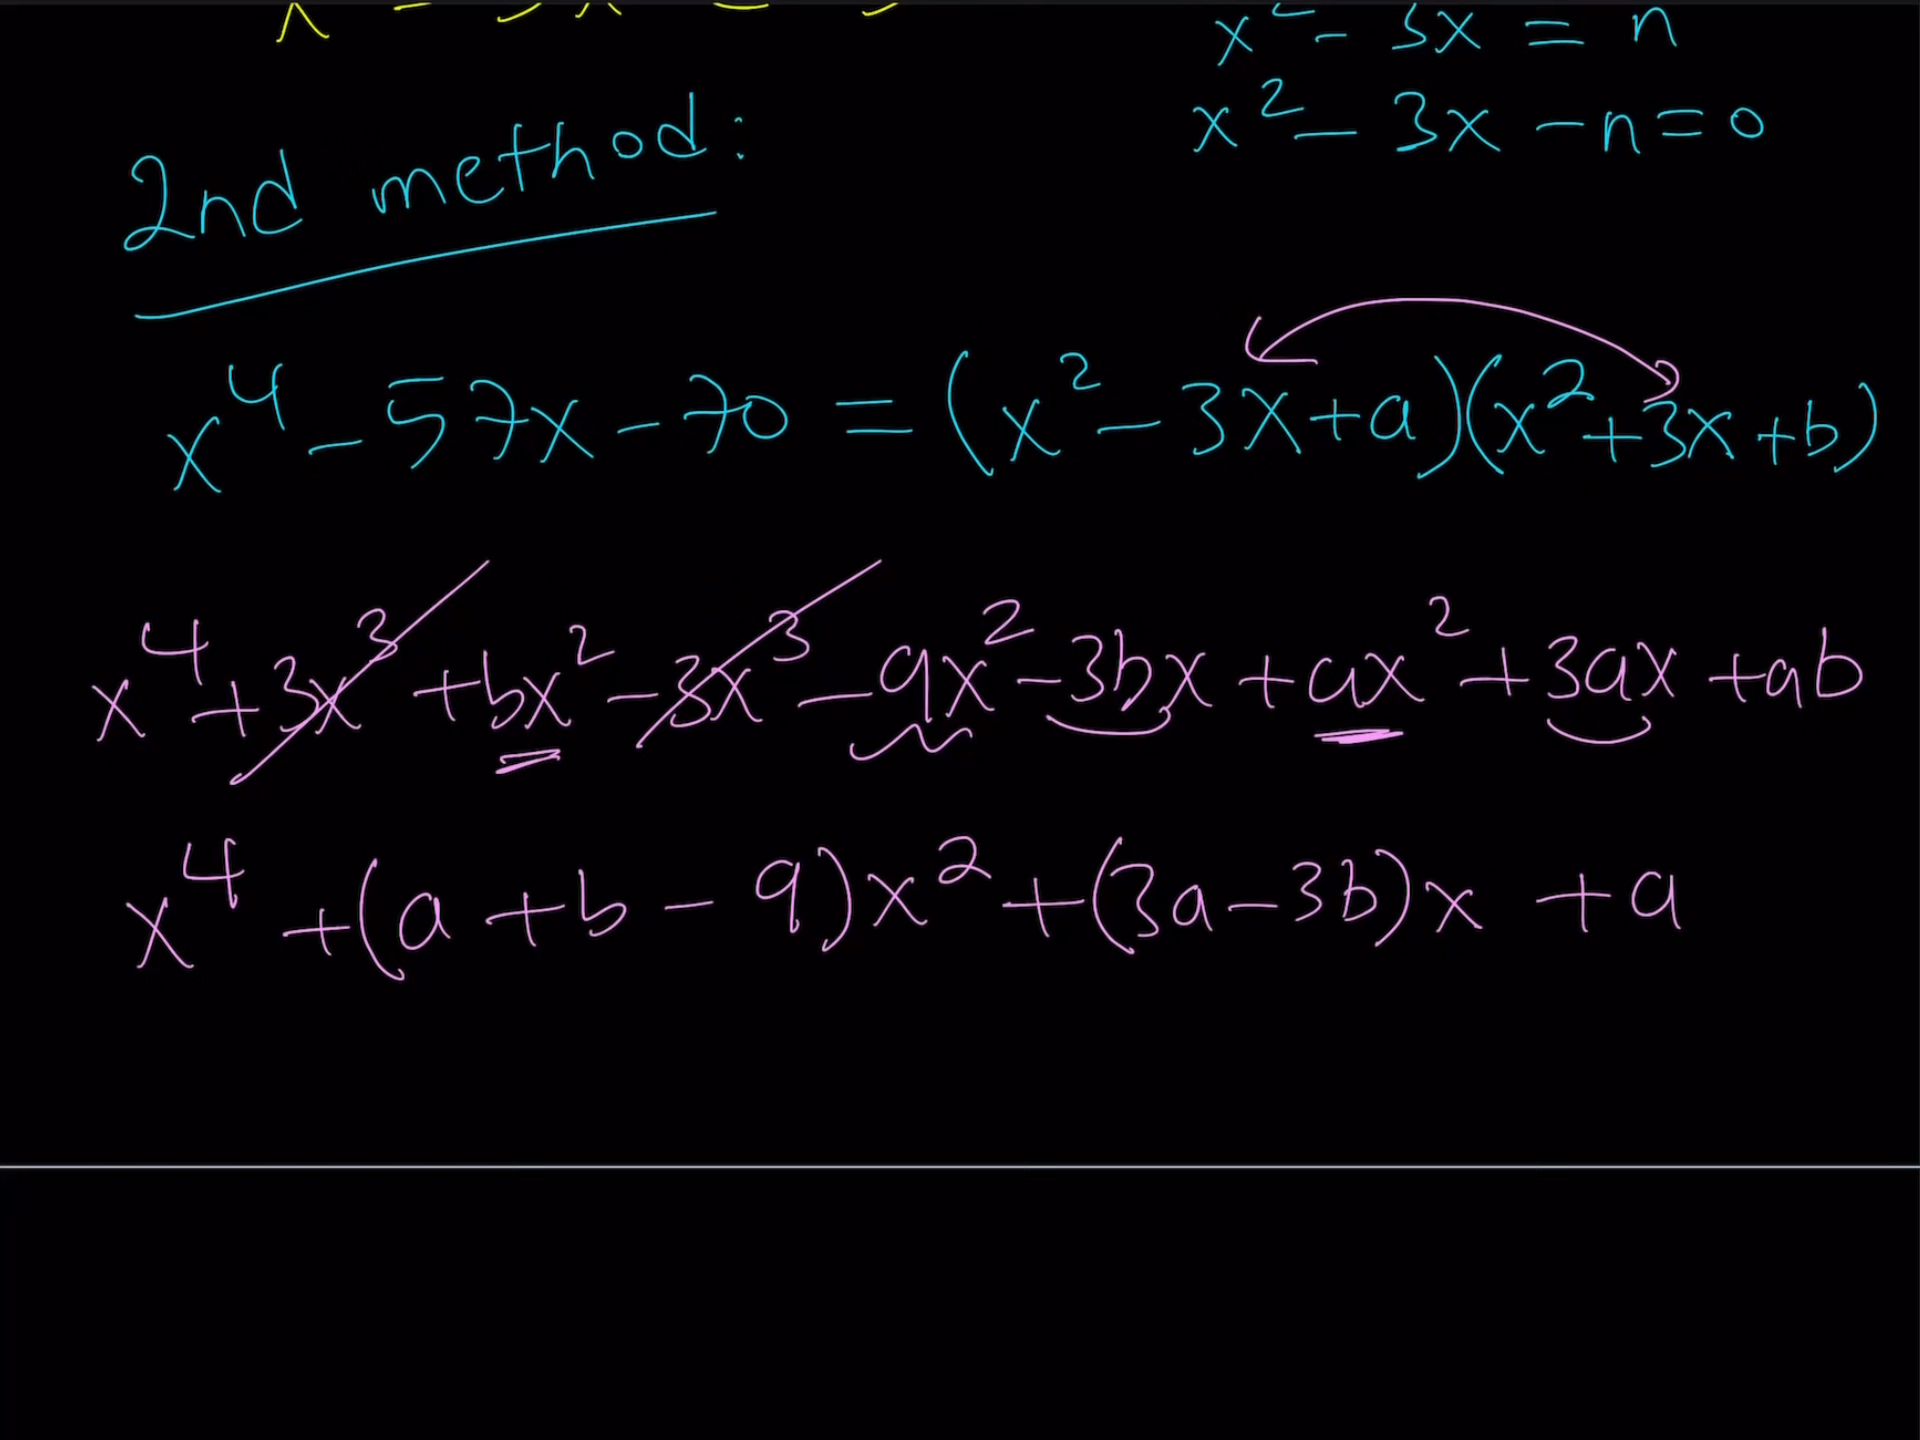 x² - 3x = n
x² - 3x - n = 0
2nd method:
x⁴ - 57x - 70 = (x² - 3x + a)(x² + 3x + b)
x⁴ + 3x³ + bx² - 3x³ - 9x² - 3bx + ax² + 3ax + ab
x⁴ + (a + b - 9)x² + (3a - 3b)x + a